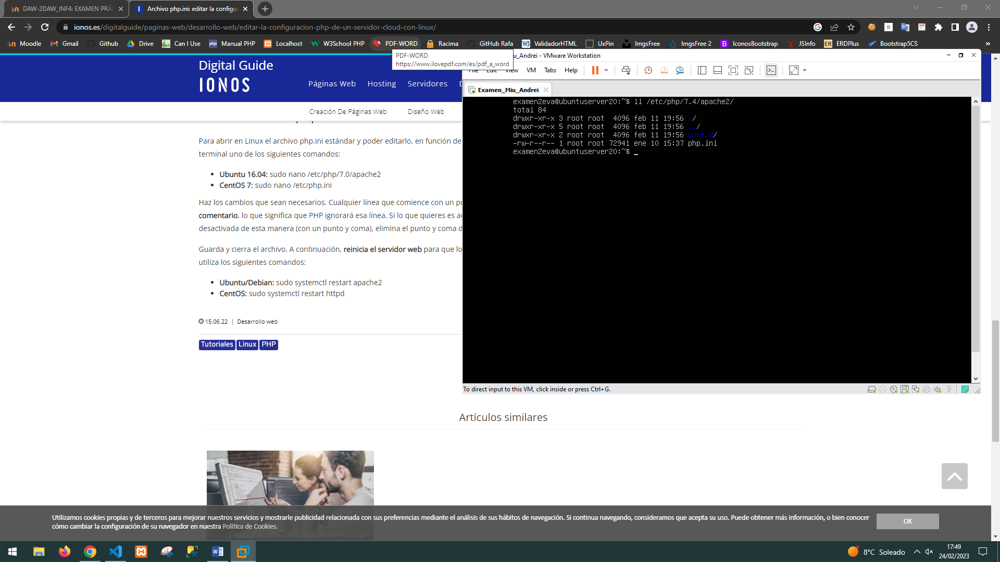 DAW-2DAW_INF4: EXAMEN PRÁ
Archivo php.ini: editar la configur
ionos.es/digitalguide/paginas-web/desarrollo-web/editar-la-configuracion-php-de-un-servidor-cloud-con-linux/
Moodle
Gmail
Github
Drive
Can I Use
Manual PHP
Localhost
W3School PHP
PDF-WORD
Racima
GitHub Rafa
ValidadorHTML
UxPin
ImgsFree
ImgsFree 2
IconosBootstrap
JSInfo
ERDPlus
Bootstrap5CS
PDF-WORD
https://www.ilovepdf.com/es/pdf_a_word
u_Andrei - VMware Workstation
File Edit View VM Tabs Help
Digital Guide
IONOS
Páginas Web
Hosting
Servidores
Creación De Páginas Web
Diseño Web
Examen_Miu_Andrei
examen2eva@ubuntuserver20:~$ ll /etc/php/7.4/apache2/
total 84
drwxr-xr-x 3 root root 4096 feb 11 19:56 ./
drwxr-xr-x 5 root root 4096 feb 11 19:56 ../
drwxr-xr-x 2 root root 4096 feb 11 19:56 conf.d/
-rw-r--r-- 1 root root 72941 ene 10 15:37 php.ini
examen2eva@ubuntuserver20:~$ _
Para abrir en Linux el archivo php.ini estándar y poder editarlo, en función de
terminal uno de los siguientes comandos:
Ubuntu 16.04: sudo nano /etc/php/7.0/apache2
CentOS 7: sudo nano /etc/php.ini
Haz los cambios que sean necesarios. Cualquier línea que comience con un pu
comentario, lo que significa que PHP ignorará esa línea. Si lo que quieres es ac
desactivada de esta manera (con un punto y coma), elimina el punto y coma d
Guarda y cierra el archivo. A continuación, reinicia el servidor web para que lo
utiliza los siguientes comandos:
Ubuntu/Debian: sudo systemctl restart apache2
CentOS: sudo systemctl restart httpd
15.06.22 | Desarrollo web
Tutoriales Linux PHP
To direct input to this VM, click inside or press Ctrl+G.
Artículos similares
Utilizamos cookies propias y de terceros para mejorar nuestros servicios y mostrarle publicidad relacionada con sus preferencias mediante el análisis de sus hábitos de navegación. Si continua navegando, consideramos que acepta su uso. Puede obtener más información, o bien conocer
cómo cambiar la configuración de su navegador en nuestra Política de Cookies.
OK
8°C Soleado
17:49
24/02/2023